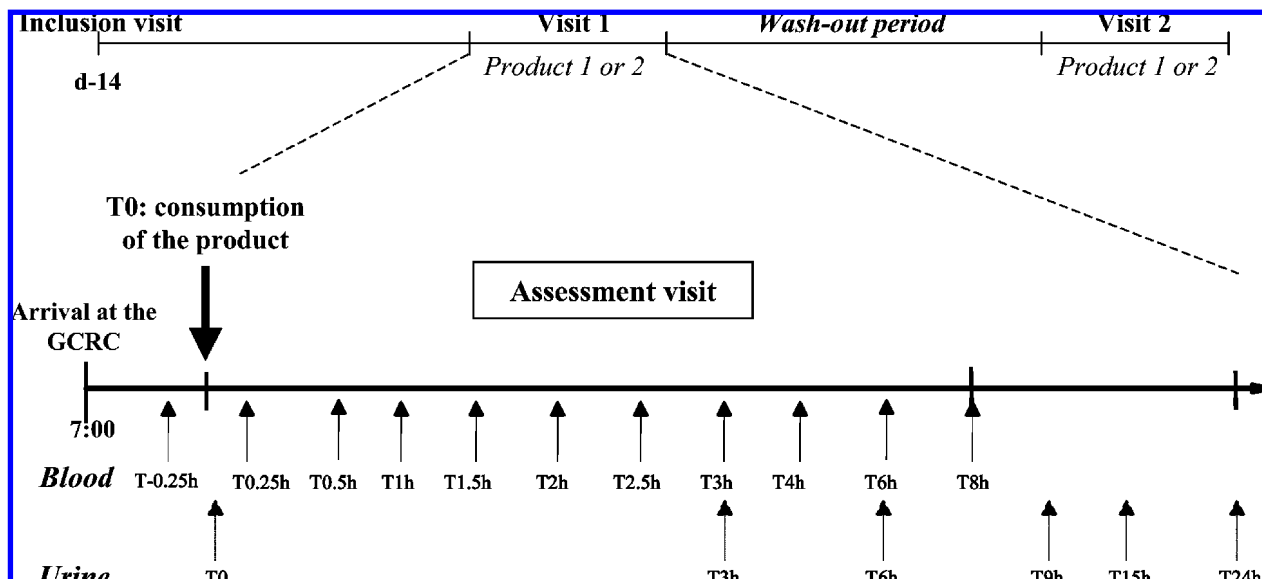 Inclusion visit Visit 1 Wash-out period Visit 2
d-14 Product 1 or 2 Product 1 or 2
T0: consumption
of the product
Assessment visit
Arrival at the
GCRC
7:00
Blood T-0.25h T0.25h T0.5h T1h T1.5h T2h T2.5h T3h T4h T6h T8h
Urine T0 T3h T6h T9h T15h T24h